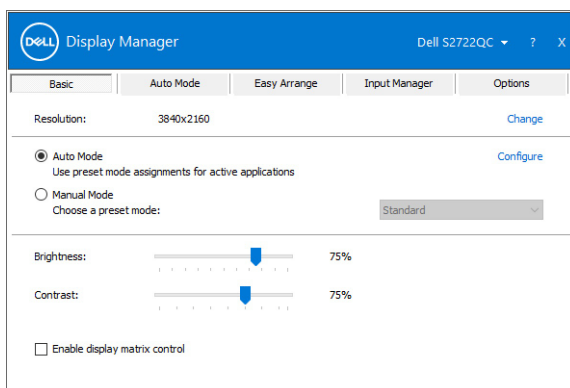 DELL Display Manager Dell S2722QC ? X
Basic Auto Mode Easy Arrange Input Manager Options
Resolution: 3840x2160 Change
Auto Mode Configure
Use preset mode assignments for active applications
Manual Mode
Choose a preset mode: Standard
Brightness: 75%
Contrast: 75%
Enable display matrix control